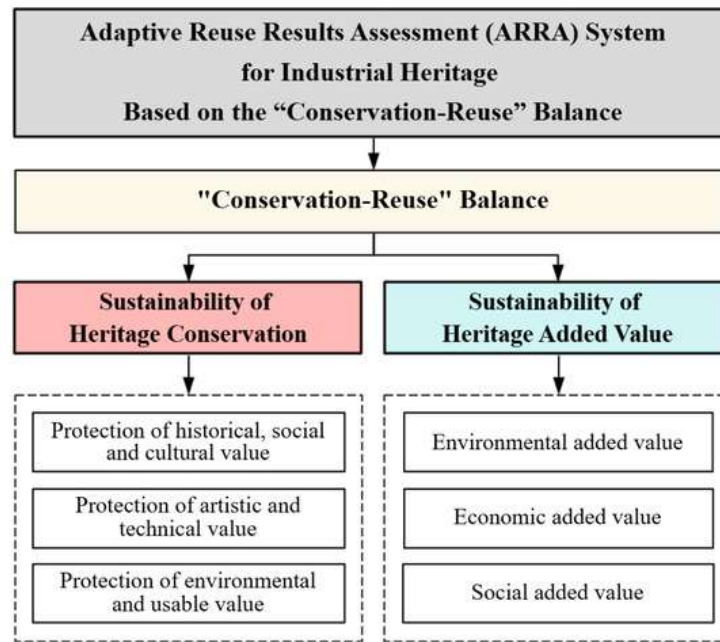 Adaptive Reuse Results Assessment (ARRA) System
for Industrial Heritage
Based on the “Conservation-Reuse” Balance
"Conservation-Reuse" Balance
Sustainability of
Heritage Conservation
Sustainability of
Heritage Added Value
Protection of historical, social
and cultural value
Protection of artistic and
technical value
Protection of environmental
and usable value
Environmental added value
Economic added value
Social added value